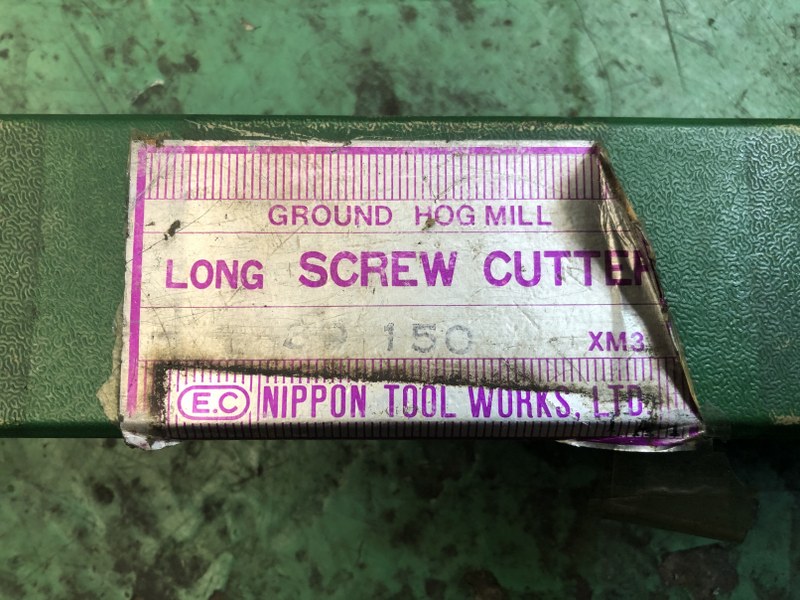 GROUND HOG MILL
LONG SCREW CUTTER
150
XM3
E.C NIPPON TOOL WORKS, LTD